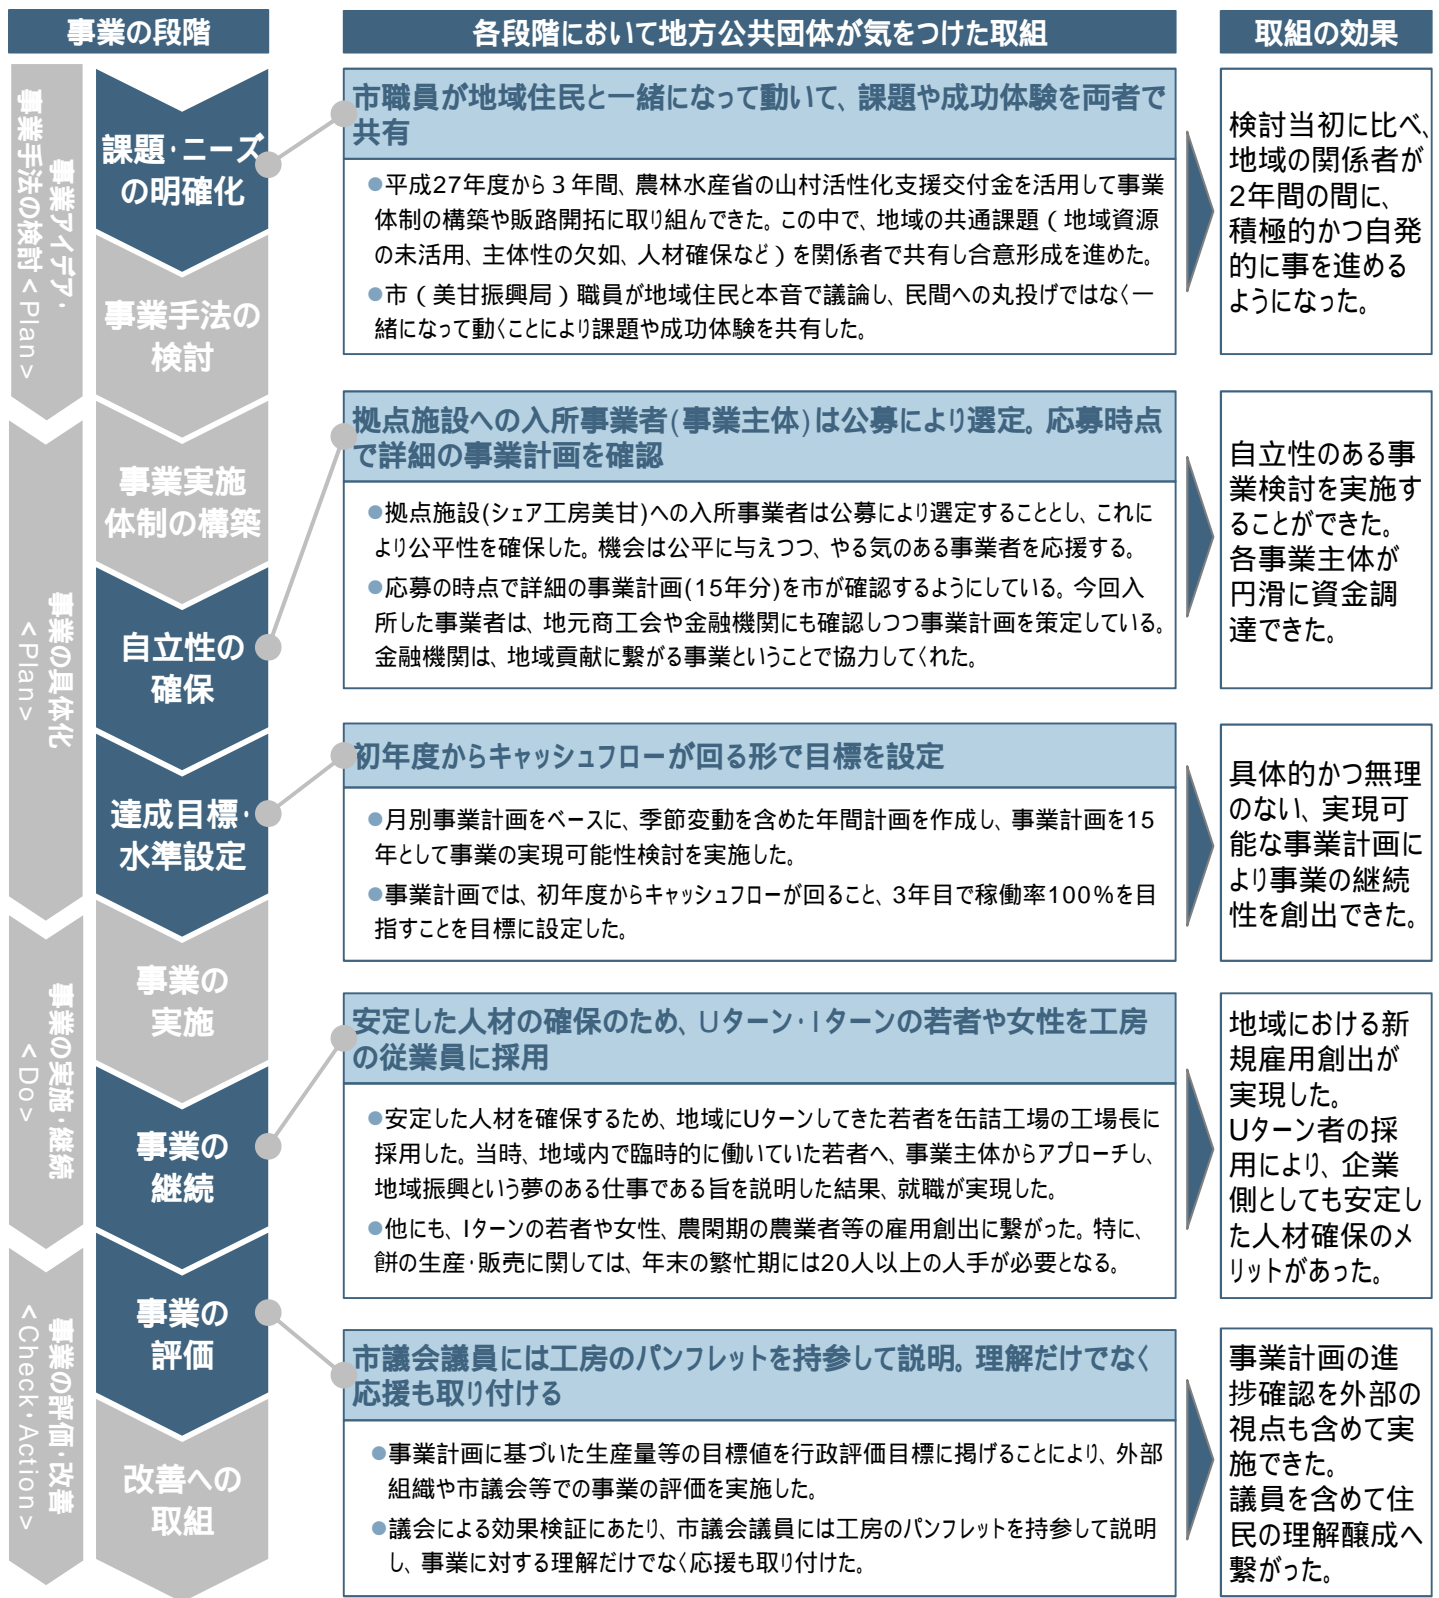 事業の段階
各段階において地方公共団体が気をつけた取組
取組の効果
事業アイデア・
事業手法の検討<Plan>
事業の具体化
<Plan>
事業の実施・継続
<Do>
事業の評価・改善
<Check・Action>
課題・ニーズ
の明確化
事業手法の
検討
事業実施
体制の構築
自立性の
確保
達成目標・
水準設定
事業の
実施
事業の
継続
事業の
評価
改善への
取組
市職員が地域住民と一緒になって動いて、課題や成功体験を両者で
共有
●平成27年度から3年間、農林水産省の山村活性化支援交付金を活用して事業
体制の構築や販路開拓に取り組んできた。この中で、地域の共通課題(地域資源
の未活用、主体性の欠如、人材確保など)を関係者で共有し合意形成を進めた。
●市(美甘振興局)職員が地域住民と本音で議論し、民間への丸投げではなく一
緒になって動くことにより課題や成功体験を共有した。
検討当初に比べ、
地域の関係者が
2年間の間に、
積極的かつ自発
的に事を進める
ようになった。
拠点施設への入所事業者(事業主体)は公募により選定。応募時点
で詳細の事業計画を確認
●拠点施設(シェア工房美甘)への入所事業者は公募により選定することとし、これに
より公平性を確保した。機会は公平に与えつつ、やる気のある事業者を応援する。
●応募の時点で詳細の事業計画(15年分)を市が確認するようにしている。今回入
所した事業者は、地元商工会や金融機関にも確認しつつ事業計画を策定している。
金融機関は、地域貢献に繋がる事業ということで協力してくれた。
自立性のある事
業検討を実施す
ることができた。
各事業主体が
円滑に資金調
達できた。
初年度からキャッシュフローが回る形で目標を設定
●月別事業計画をベースに、季節変動を含めた年間計画を作成し、事業計画を15
年として事業の実現可能性検討を実施した。
●事業計画では、初年度からキャッシュフローが回ること、3年目で稼働率100%を目
指すことを目標に設定した。
具体的かつ無理
のない、実現可
能な事業計画に
より事業の継続
性を創出できた。
安定した人材の確保のため、Uターン・Iターンの若者や女性を工房
の従業員に採用
●安定した人材を確保するため、地域にUターンしてきた若者を缶詰工場の工場長に
採用した。当時、地域内で臨時的に働いていた若者へ、事業主体からアプローチし、
地域振興という夢のある仕事である旨を説明した結果、就職が実現した。
●他にも、Iターンの若者や女性、農閑期の農業者等の雇用創出に繋がった。特に、
餅の生産・販売に関しては、年末の繁忙期には20人以上の人手が必要となる。
地域における新
規雇用創出が
実現した。
Uターン者の採
用により、企業
側としても安定し
た人材確保のメ
リットがあった。
市議会議員には工房のパンフレットを持参して説明。理解だけでなく
応援も取り付ける
●事業計画に基づいた生産量等の目標値を行政評価目標に掲げることにより、外部
組織や市議会等での事業の評価を実施した。
●議会による効果検証にあたり、市議会議員には工房のパンフレットを持参して説明
し、事業に対する理解だけでなく応援も取り付けた。
事業計画の進
捗確認を外部の
視点も含めて実
施できた。
議員を含めて住
民の理解醸成へ
繋がった。